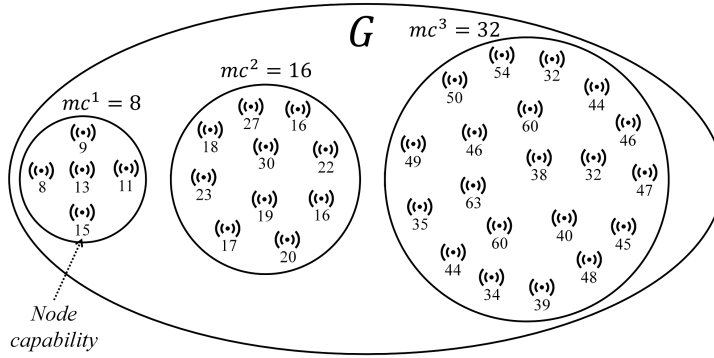 G
mc³ = 32
mc² = 16
mc¹ = 8
54 32
50 44
27 16 60
9 18 46 46
30 22 49
8 13 11 38 32 47
23 63
19 16 35
15 17 60 40 45
20 44 48
34 39
Node
capability